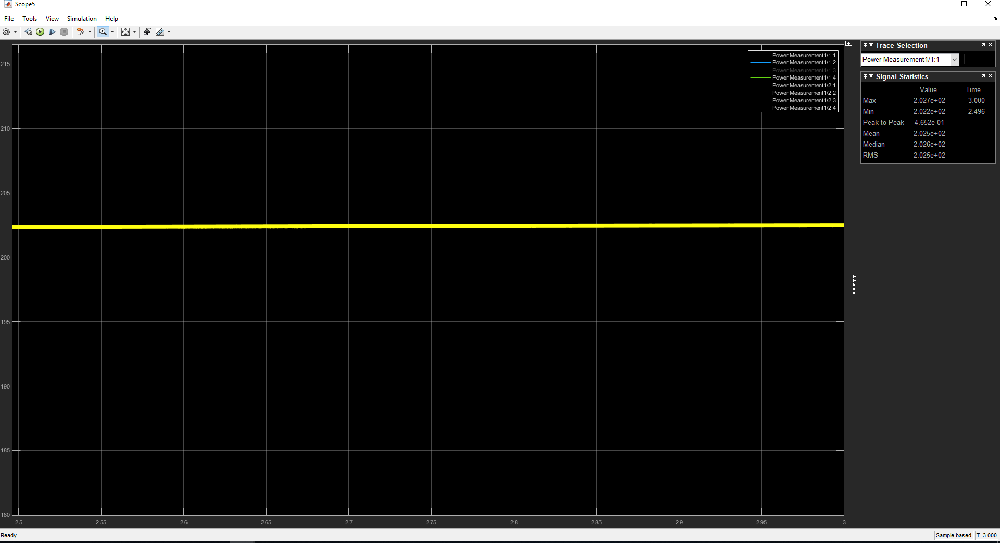 Scope5
File Tools View Simulation Help
215
210
205
200
195
190
185
180
2.5 2.55 2.6 2.65 2.7 2.75 2.8 2.85 2.9 2.95 3
Power Measurement1/1:1
Power Measurement1/1:2
Power Measurement1/1:3
Power Measurement1/1:4
Power Measurement1/2:1
Power Measurement1/2:2
Power Measurement1/2:3
Power Measurement1/2:4
Trace Selection
Power Measurement1/1:1
Signal Statistics
Value Time
Max 2.027e+02 3.000
Min 2.022e+02 2.496
Peak to Peak 4.652e-01
Mean 2.025e+02
Median 2.026e+02
RMS 2.025e+02
Ready
Sample based T=3.000